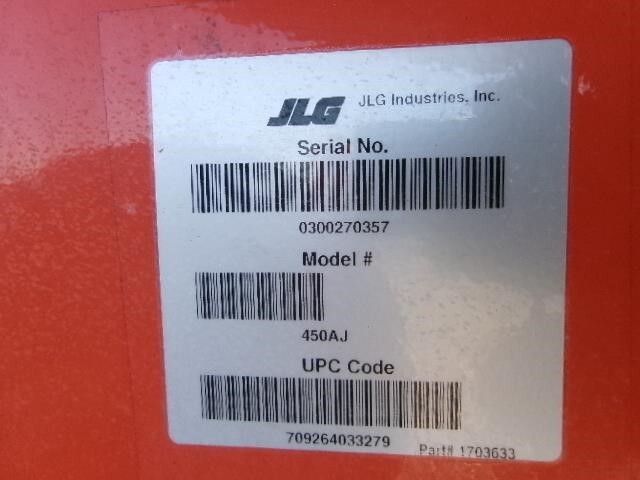 JLG JLG Industries, Inc.
Serial No.
0300270357
Model #
450AJ
UPC Code
709264033279
Part# 1703633